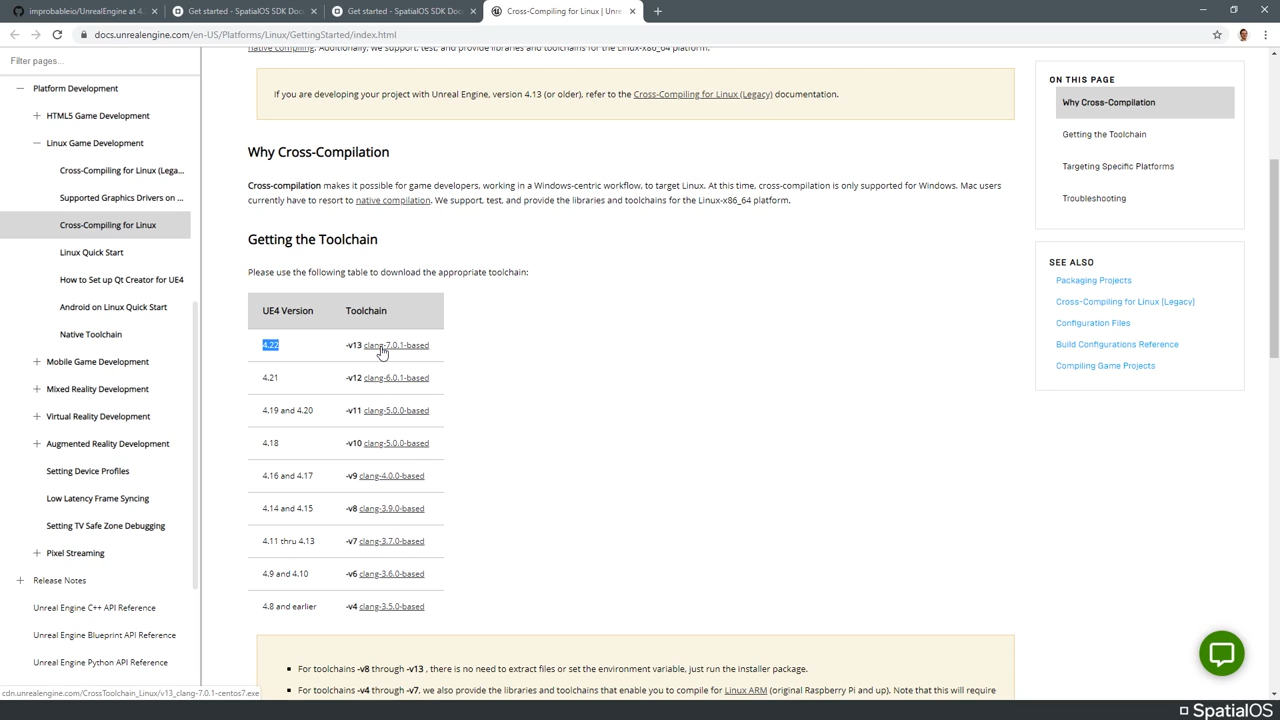 improbableio/UnrealEngine at 4.
Get started - SpatialOS SDK Doc
Get started - SpatialOS SDK Doc
Cross-Compiling for Linux | Unre
docs.unrealengine.com/en-US/Platforms/Linux/GettingStarted/index.html
Filter pages...
Platform Development
HTML5 Game Development
Linux Game Development
Cross-Compiling for Linux (Lega...
Supported Graphics Drivers on ...
Cross-Compiling for Linux
Linux Quick Start
How to Set up Qt Creator for UE4
Android on Linux Quick Start
Native Toolchain
Mobile Game Development
Mixed Reality Development
Virtual Reality Development
Augmented Reality Development
Setting Device Profiles
Low Latency Frame Syncing
Setting TV Safe Zone Debugging
Pixel Streaming
Release Notes
Unreal Engine C++ API Reference
Unreal Engine Blueprint API Reference
Unreal Engine Python API Reference
cdn.unrealengine.com/CrossToolchain_Linux/v13_clang-7.0.1-centos7.exe
native compiling. Additionally, we support, test, and provide libraries and toolchains for the Linux-x86_64 platform.
If you are developing your project with Unreal Engine, version 4.13 (or older), refer to the Cross-Compiling for Linux (Legacy) documentation.
Why Cross-Compilation
Cross-compilation makes it possible for game developers, working in a Windows-centric workflow, to target Linux. At this time, cross-compilation is only supported for Windows. Mac users
currently have to resort to native compilation. We support, test, and provide the libraries and toolchains for the Linux-x86_64 platform.
Getting the Toolchain
Please use the following table to download the appropriate toolchain:
UE4 Version Toolchain
4.22 -v13 clang-7.0.1-based
4.21 -v12 clang-6.0.1-based
4.19 and 4.20 -v11 clang-5.0.0-based
4.18 -v10 clang-5.0.0-based
4.16 and 4.17 -v9 clang-4.0.0-based
4.14 and 4.15 -v8 clang-3.9.0-based
4.11 thru 4.13 -v7 clang-3.7.0-based
4.9 and 4.10 -v6 clang-3.6.0-based
4.8 and earlier -v4 clang-3.5.0-based
For toolchains -v8 through -v13 , there is no need to extract files or set the environment variable, just run the installer package.
For toolchains -v4 through -v7, we also provide the libraries and toolchains that enable you to compile for Linux ARM (original Raspberry Pi and up). Note that this will require
ON THIS PAGE
Why Cross-Compilation
Getting the Toolchain
Targeting Specific Platforms
Troubleshooting
SEE ALSO
Packaging Projects
Cross-Compiling for Linux (Legacy)
Configuration Files
Build Configurations Reference
Compiling Game Projects
SpatialOS